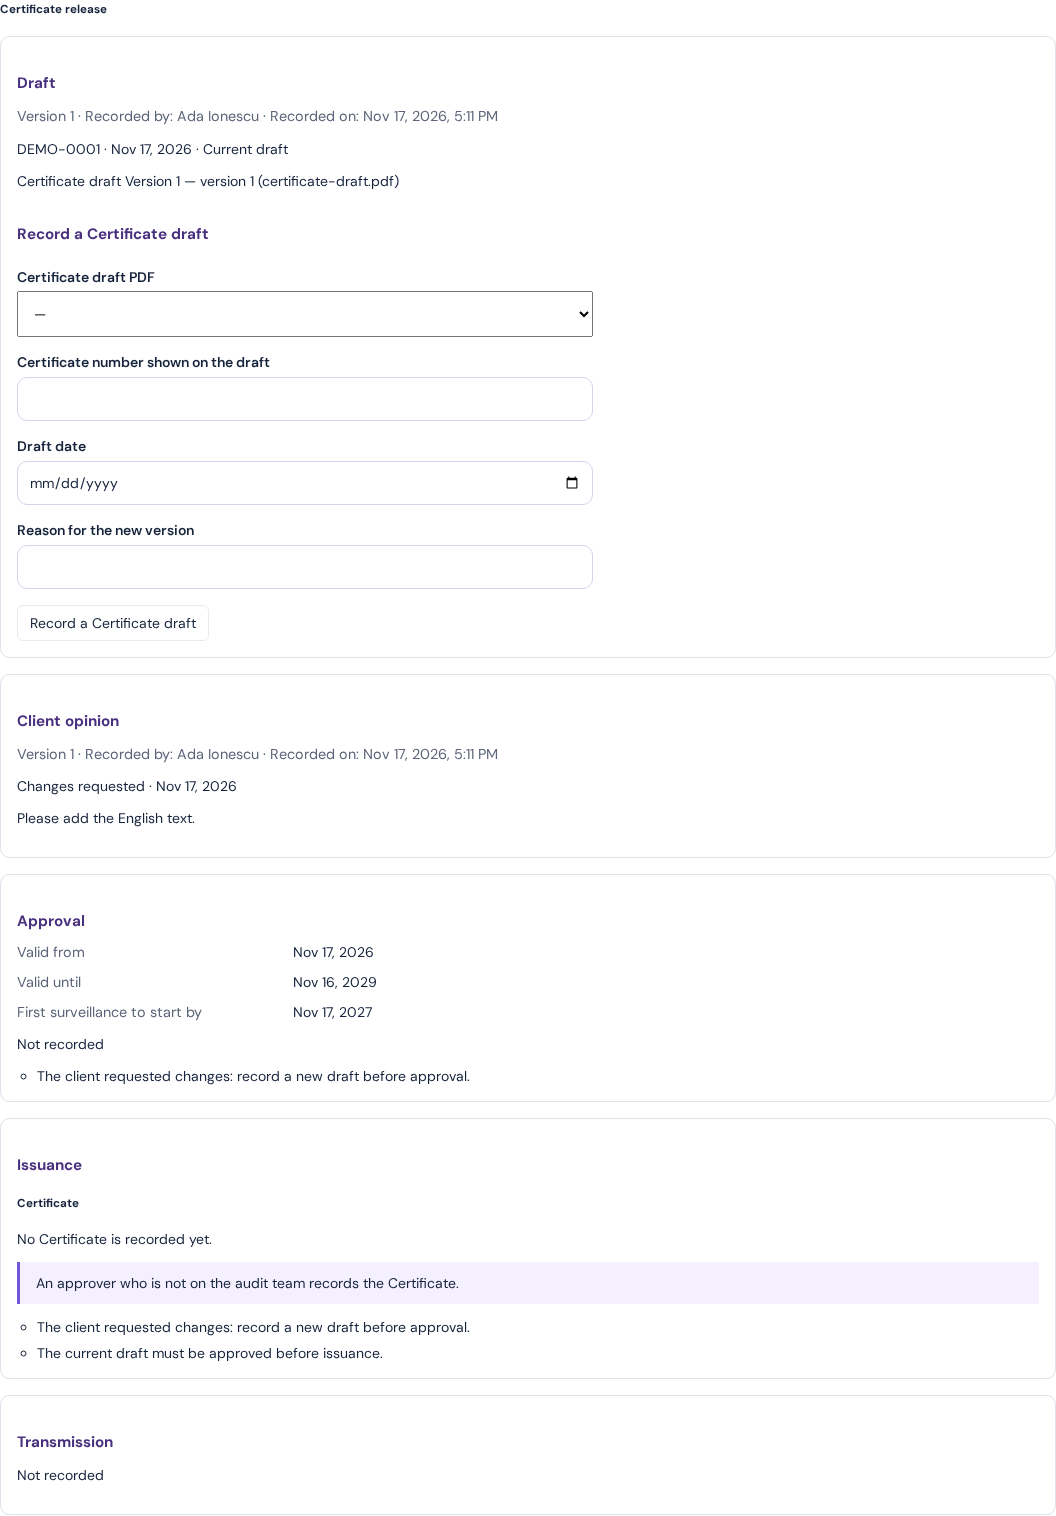 Certificate release
Draft
Version 1 · Recorded by: Ada Ionescu · Recorded on: Nov 17, 2026, 5:11 PM
DEMO-0001 · Nov 17, 2026 · Current draft
Certificate draft Version 1 — version 1 (certificate-draft.pdf)
Record a Certificate draft
Certificate draft PDF
—
Certificate number shown on the draft
Draft date
mm/dd/yyyy
Reason for the new version
Record a Certificate draft
Client opinion
Version 1 · Recorded by: Ada Ionescu · Recorded on: Nov 17, 2026, 5:11 PM
Changes requested · Nov 17, 2026
Please add the English text.
Approval
Valid from Nov 17, 2026
Valid until Nov 16, 2029
First surveillance to start by Nov 17, 2027
Not recorded
The client requested changes: record a new draft before approval.
Issuance
Certificate
No Certificate is recorded yet.
An approver who is not on the audit team records the Certificate.
The client requested changes: record a new draft before approval.
The current draft must be approved before issuance.
Transmission
Not recorded